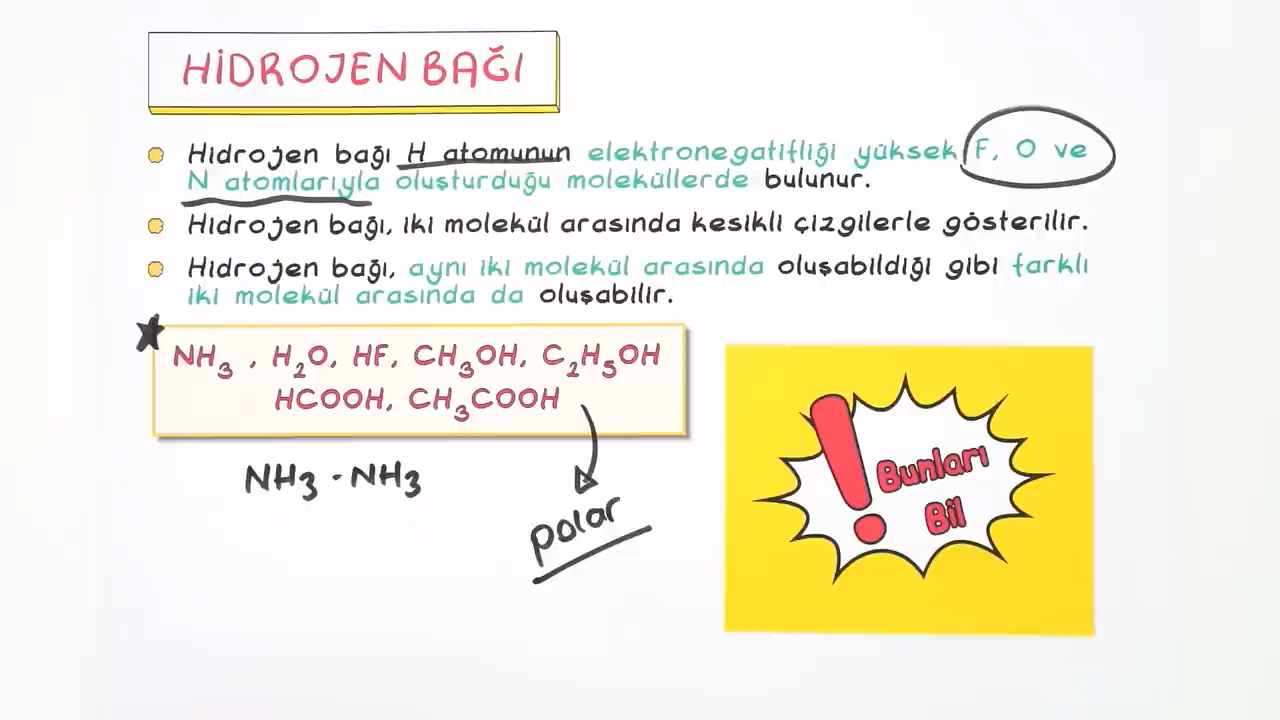 HİDROJEN BAĞI
Hidrojen bağı H atomunun elektronegatifliği yüksek F, O ve
N atomlarıyla oluşturduğu moleküllerde bulunur.
Hidrojen bağı, iki molekül arasında kesikli çizgilerle gösterilir.
Hidrojen bağı, aynı iki molekül arasında oluşabildiği gibi farklı
iki molekül arasında da oluşabilir.
NH₃ , H₂O, HF, CH₃OH, C₂H₅OH
HCOOH, CH₃COOH
NH₃ · NH₃
polar
Bunları
Bil